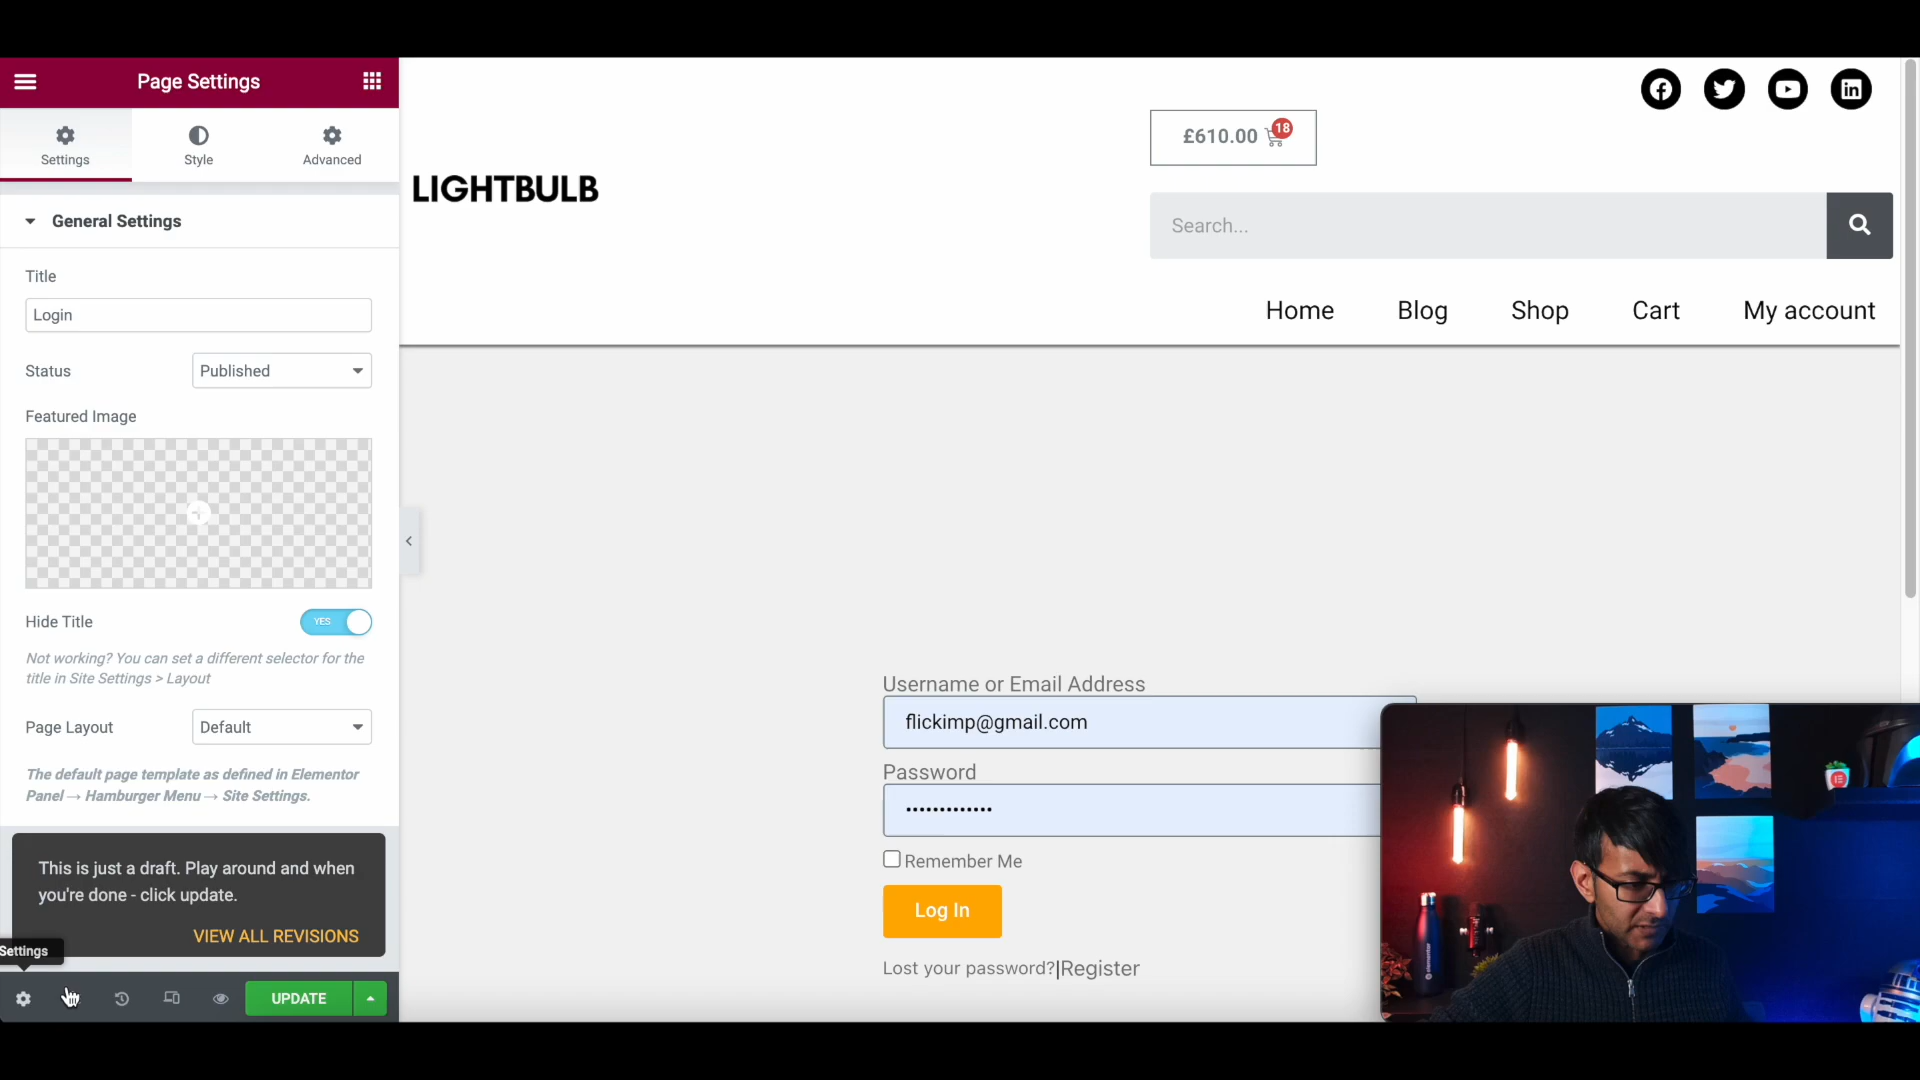 Page Settings
Settings
Style
Advanced
General Settings
Title
Login
Status
Published
Featured Image
Hide Title
YES
Not working? You can set a different selector for the
title in Site Settings > Layout
Page Layout
Default
The default page template as defined in Elementor
Panel → Hamburger Menu → Site Settings.
This is just a draft. Play around and when
you're done - click update.
VIEW ALL REVISIONS
Settings
UPDATE
£610.00
18
LIGHTBULB
Search...
Home
Blog
Shop
Cart
My account
Username or Email Address
flickimp@gmail.com
Password
•••••••••••••
Remember Me
Log In
Lost your password?|Register